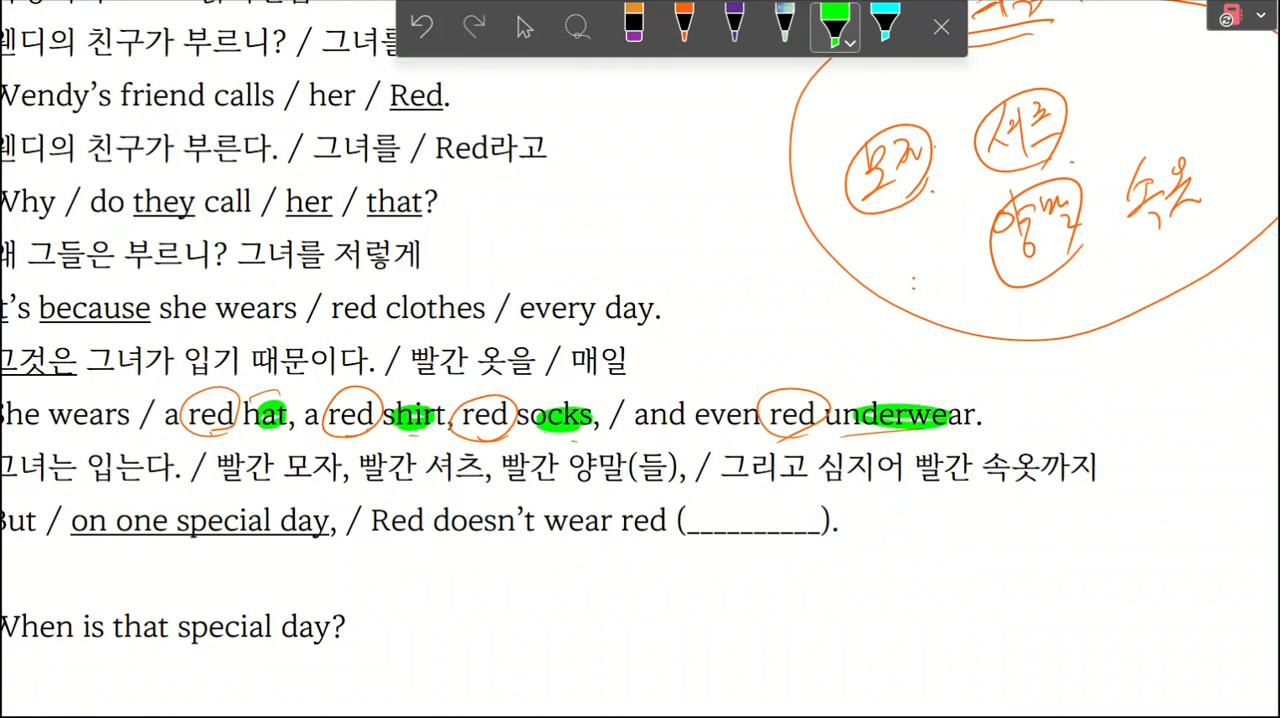 웬디의 친구가 부르니? / 그녀를
Wendy's friend calls / her / Red.
웬디의 친구가 부른다. / 그녀를 / Red라고
Why / do they call / her / that?
왜 그들은 부르니? 그녀를 저렇게
It's because she wears / red clothes / every day.
그것은 그녀가 입기 때문이다. / 빨간 옷을 / 매일
She wears / a red hat, a red shirt, red socks, / and even red underwear.
그녀는 입는다. / 빨간 모자, 빨간 셔츠, 빨간 양말(들), / 그리고 심지어 빨간 속옷까지
But / on one special day, / Red doesn't wear red (__________).
When is that special day?
셔츠
모자
양말
속옷